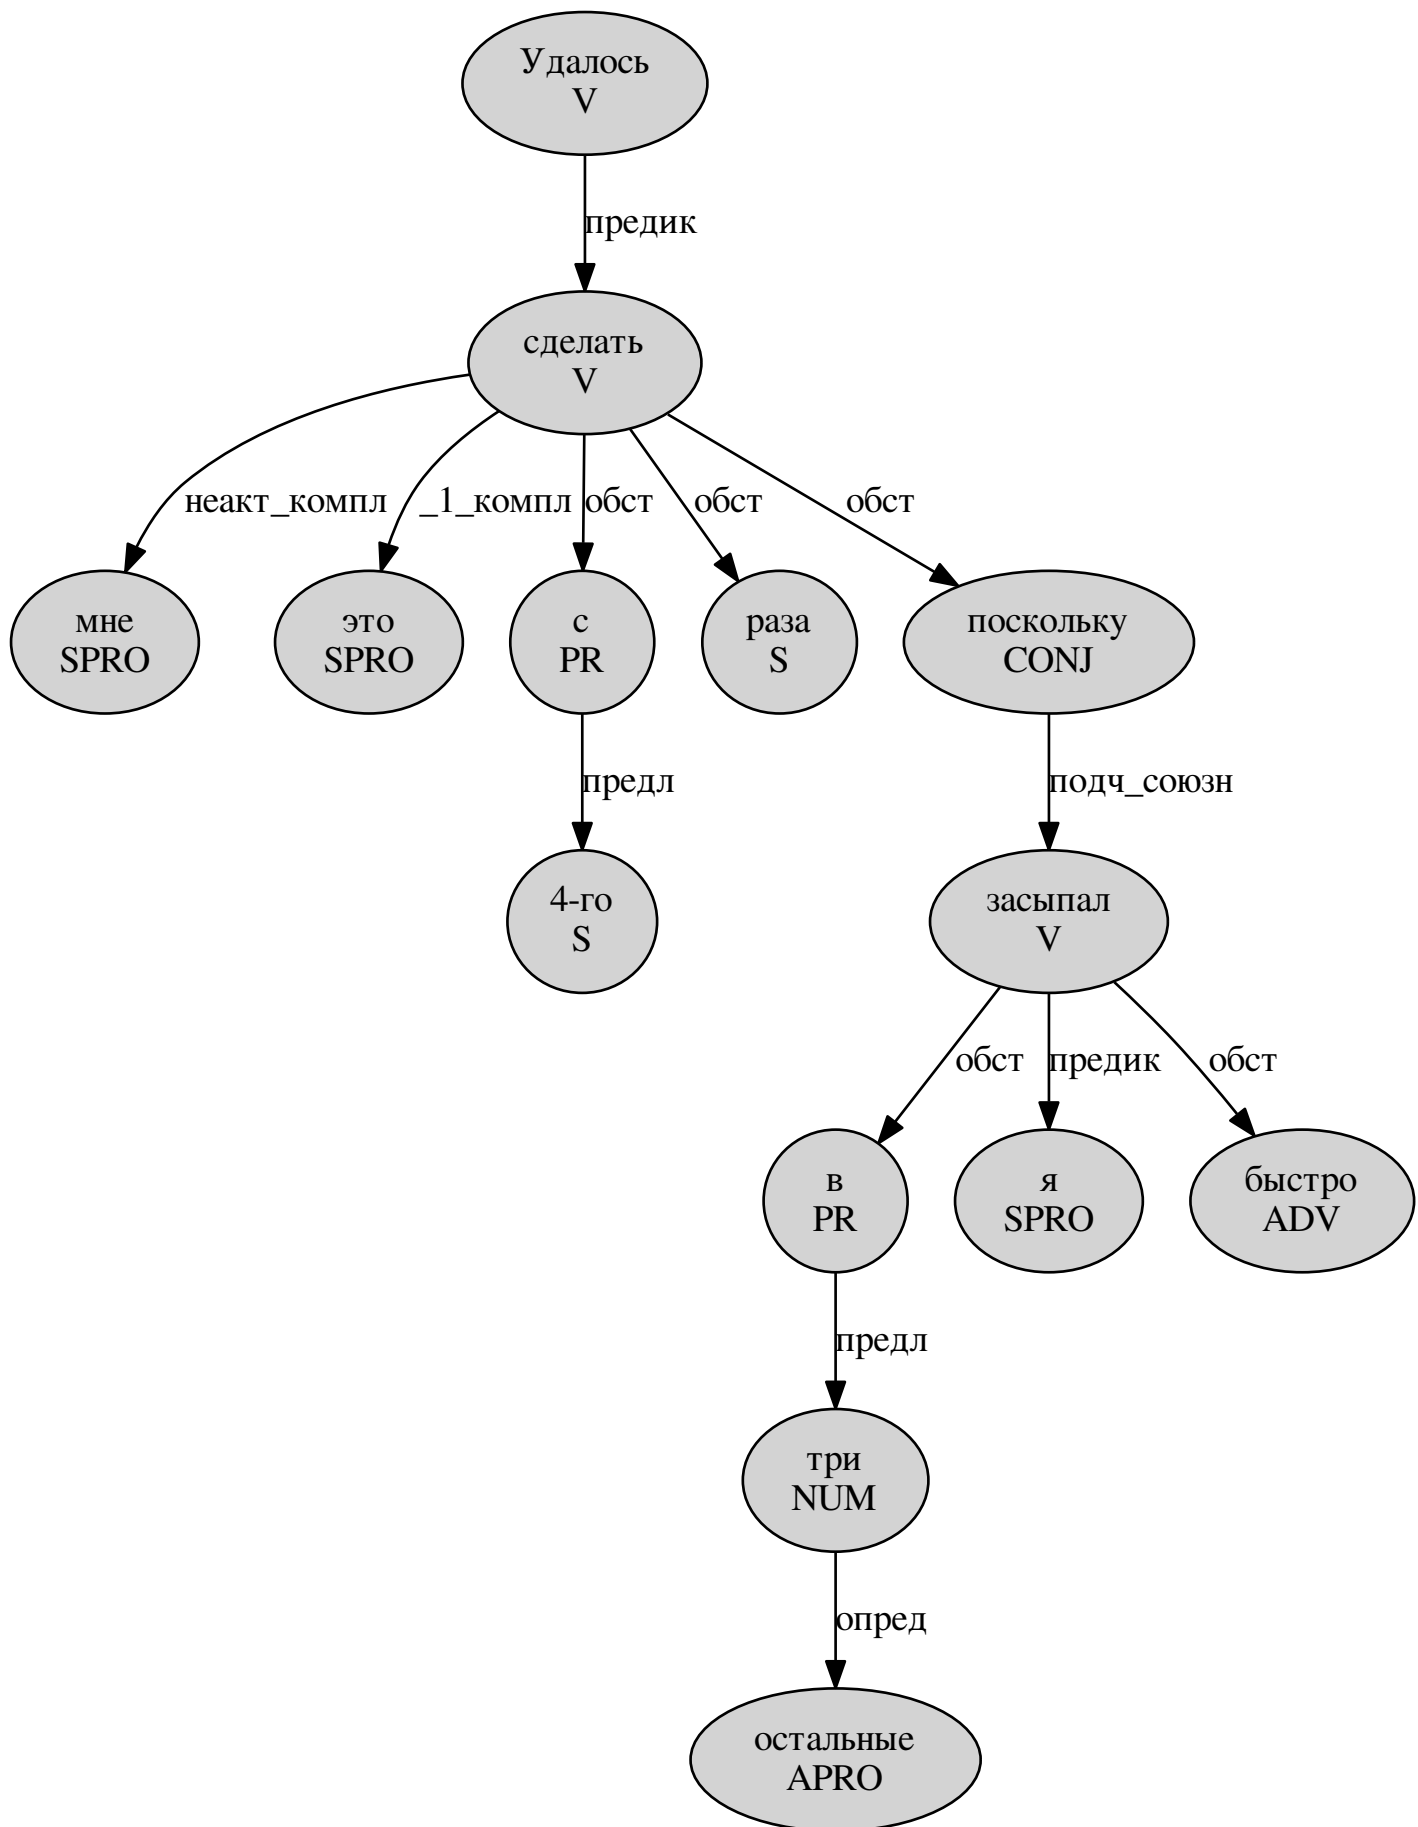 Удалось
V
предик
сделать
V
неакт_компл
_1_компл
обст
обст
обст
мне
SPRO
это
SPRO
с
PR
раза
S
поскольку
CONJ
предл
подч_союзн
4-го
S
засыпал
V
обст
предик
обст
в
PR
я
SPRO
быстро
ADV
предл
три
NUM
опред
остальные
APRO